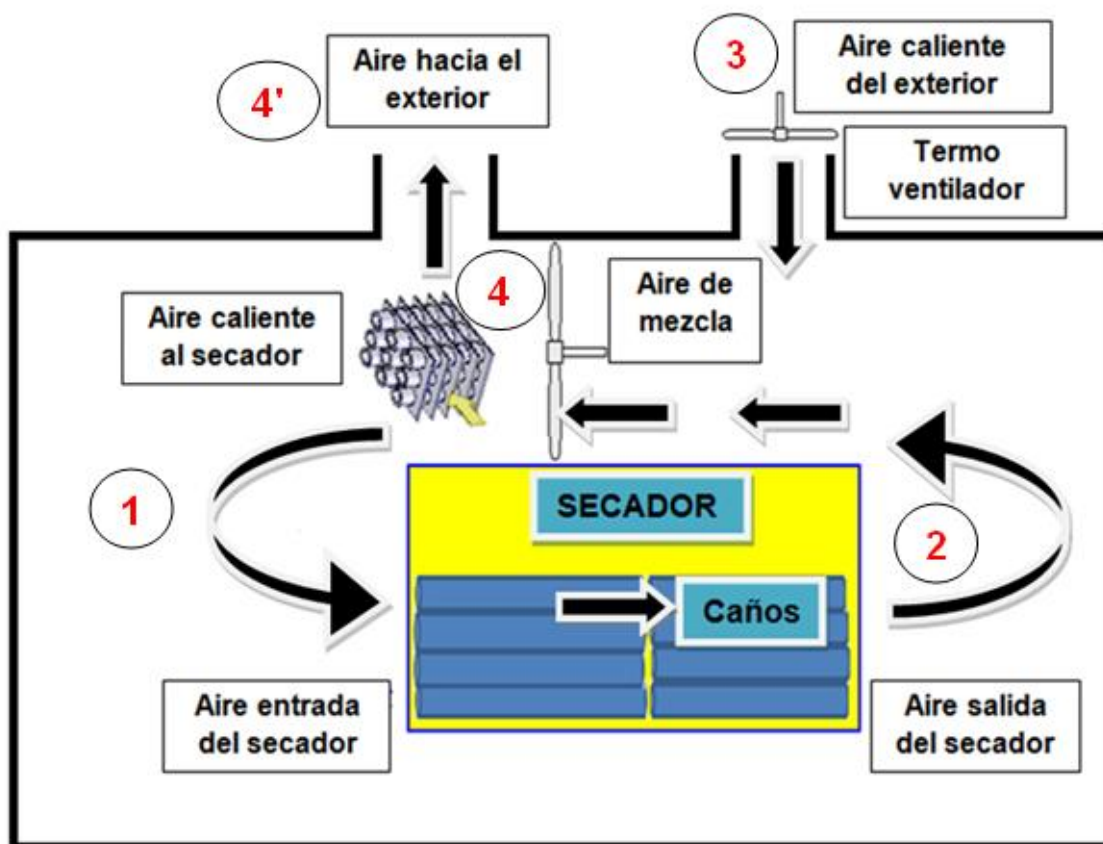 4'
Aire hacia el
exterior
3
Aire caliente
del exterior
Termo
ventilador
4
Aire de
mezcla
Aire caliente
al secador
1
SECADOR
2
Caños
Aire entrada
del secador
Aire salida
del secador